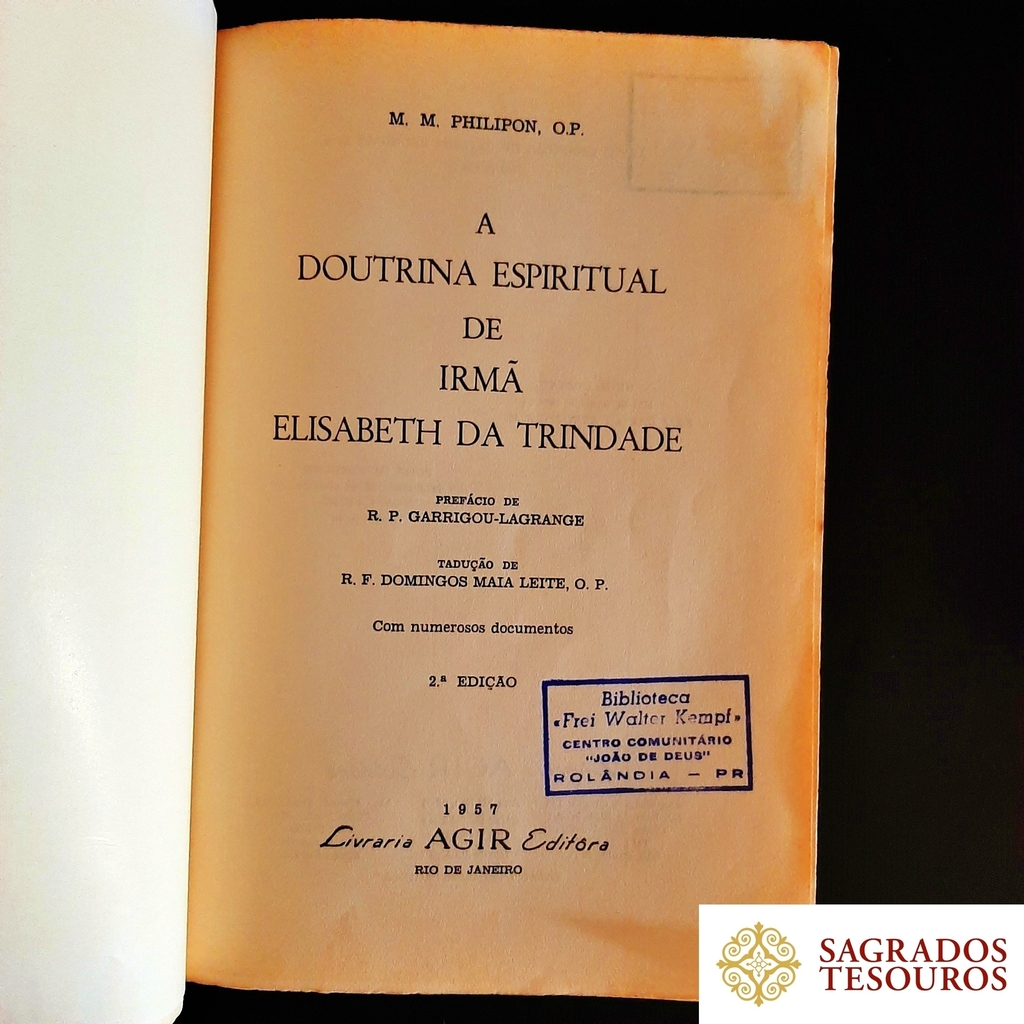 M. M. PHILIPON, O.P.
A
DOUTRINA ESPIRITUAL
DE
IRMÃ
ELISABETH DA TRINDADE
PREFÁCIO DE
R. P. GARRIGOU-LAGRANGE
TADUÇÃO DE
R. F. DOMINGOS MAIA LEITE, O. P.
Com numerosos documentos
2.ª EDIÇÃO
Biblioteca
«Frei Walter Kempf»
CENTRO COMUNITÁRIO
"JOÃO DE DEUS"
ROLÂNDIA — PR
1957
Livraria AGIR Editôra
RIO DE JANEIRO
SAGRADOS
TESOUROS